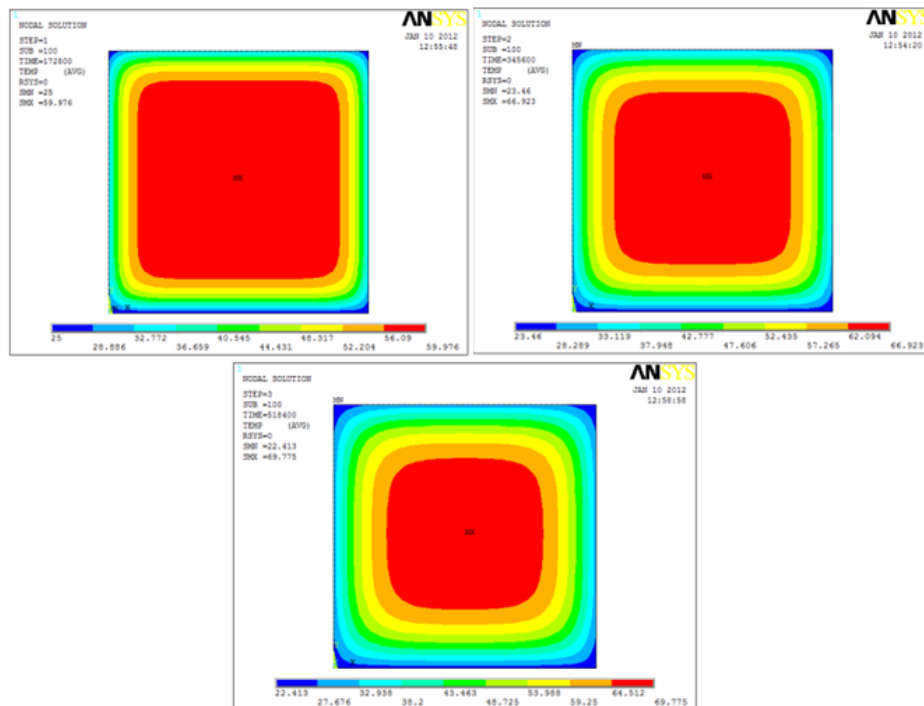 1
NODAL SOLUTION
STEP=1
SUB =100
TIME=172800
TEMP (AVG)
RSYS=0
SMN =25
SMX =59.976
ANSYS
JAN 10 2012
12:55:48
MX
X
25 32.772 40.545 48.317 56.09
28.886 36.659 44.431 52.204 59.976
1
NODAL SOLUTION
STEP=2
SUB =100
TIME=345600
TEMP (AVG)
RSYS=0
SMN =23.46
SMX =66.923
ANSYS
JAN 10 2012
12:54:20
MN
MX
X
23.46 33.119 42.777 52.435 62.094
28.289 37.948 47.606 57.265 66.923
1
NODAL SOLUTION
STEP=3
SUB =100
TIME=518400
TEMP (AVG)
RSYS=0
SMN =22.413
SMX =69.775
ANSYS
JAN 10 2012
12:58:58
MN
MX
X
22.413 32.938 43.463 53.988 64.512
27.676 38.2 48.725 59.25 69.775